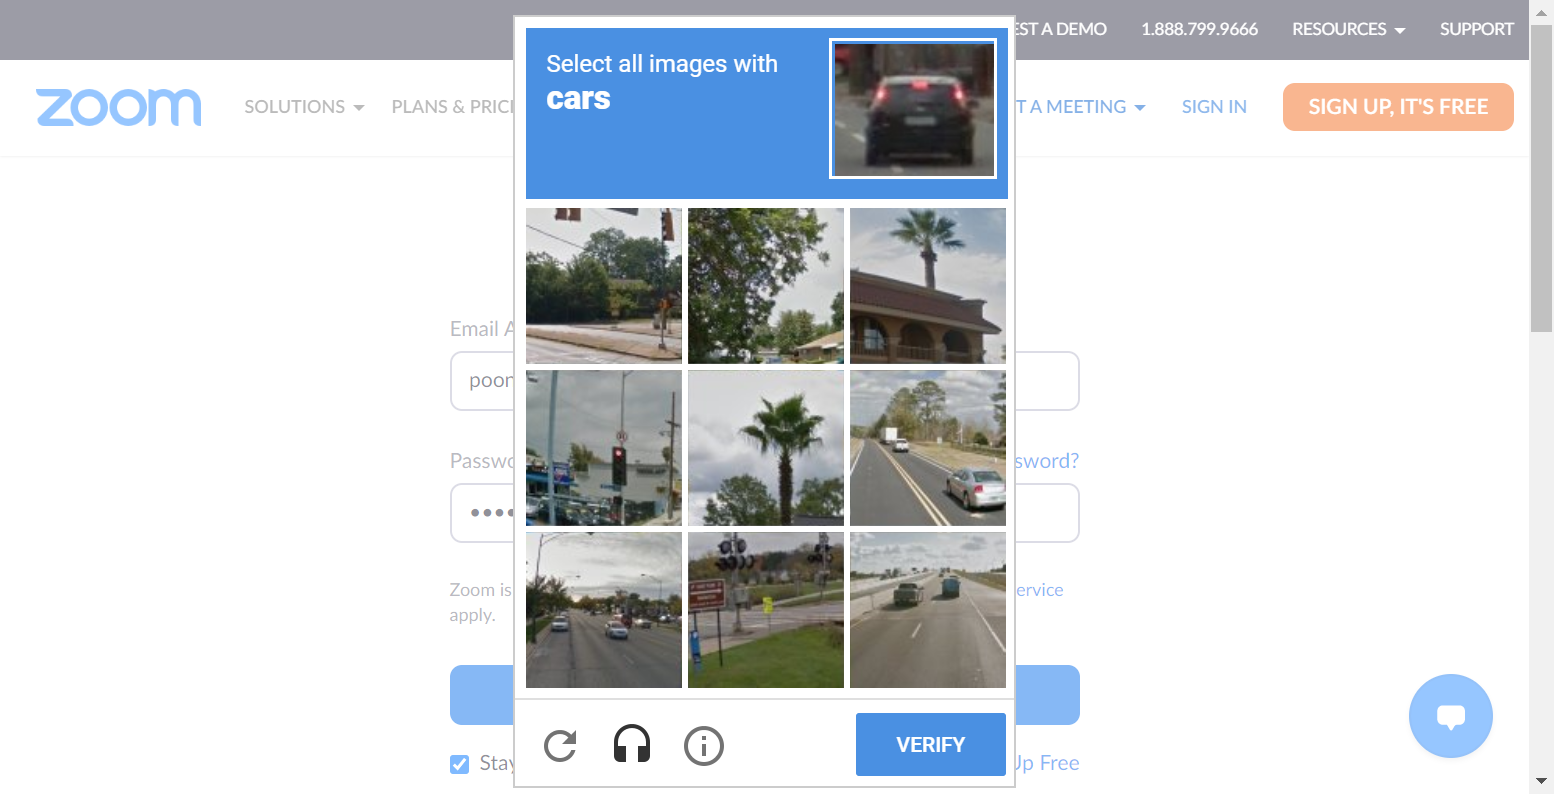 EST A DEMO 1.888.799.9666 RESOURCES SUPPORT
zoom SOLUTIONS PLANS & PRICI T A MEETING SIGN IN SIGN UP, IT'S FREE
Select all images with
cars
Email A
poon
Passwo sword?
Zoom is ervice
apply.
VERIFY
Stay Up Free